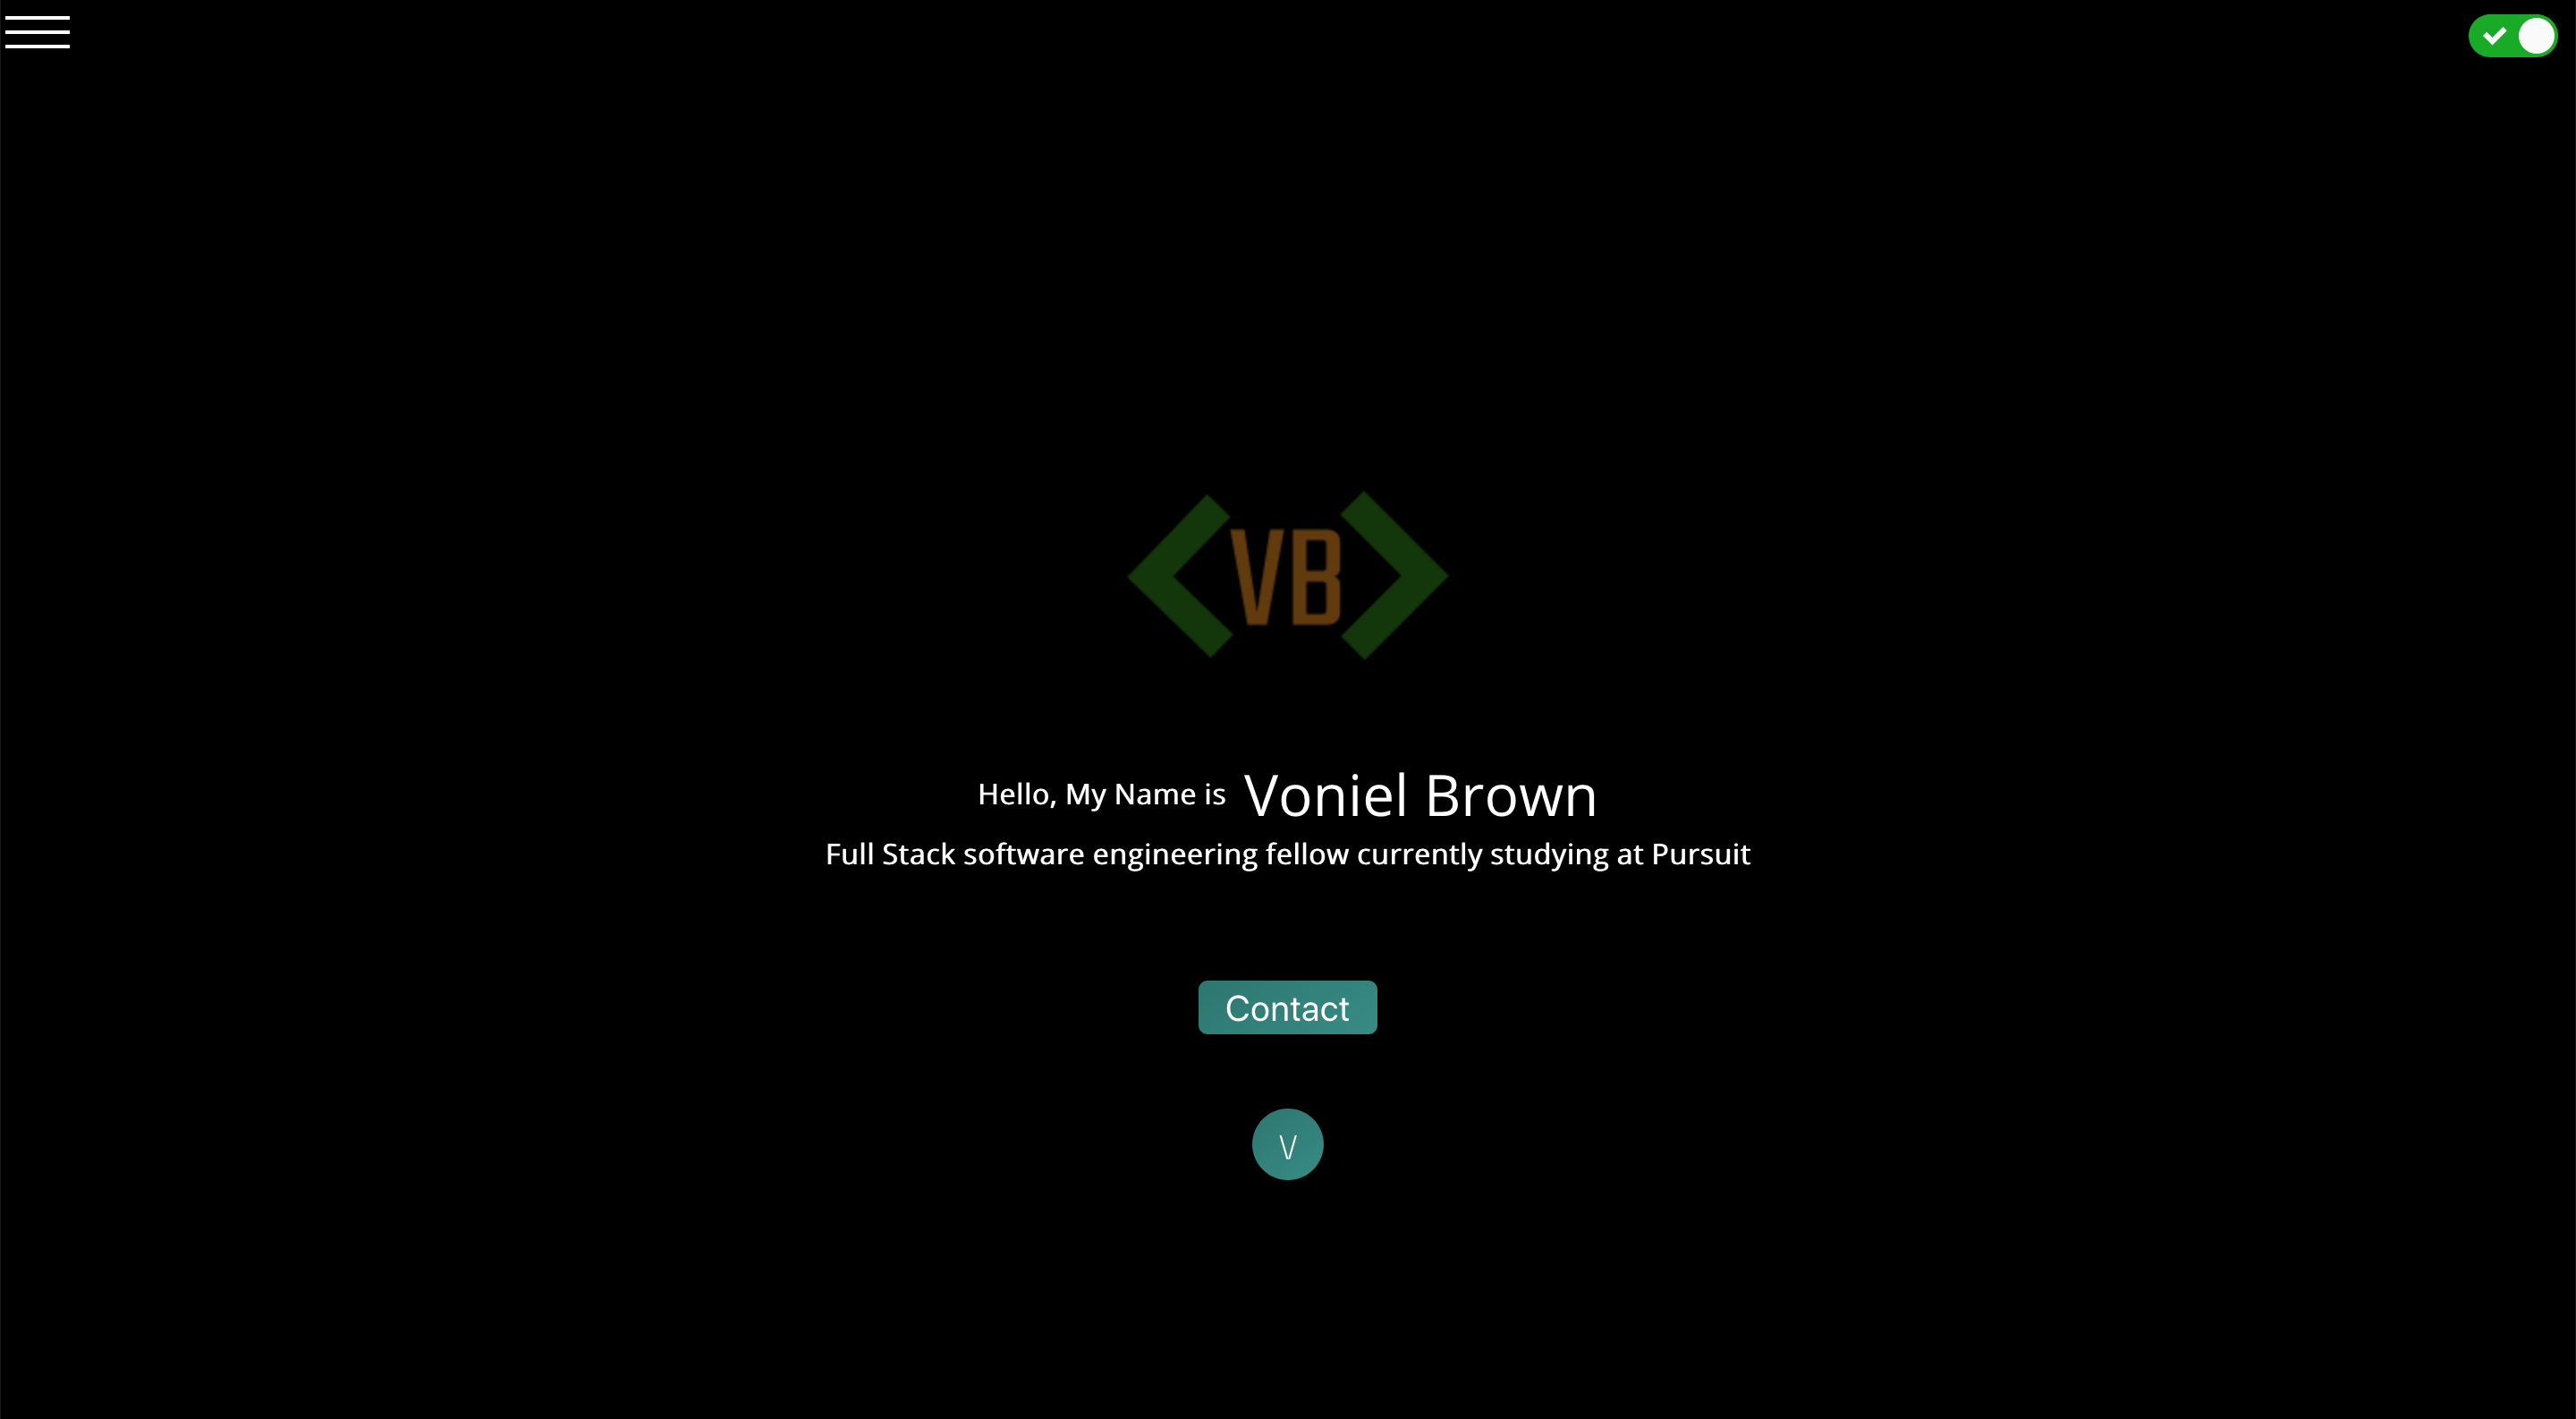 <VB>
Hello, My Name is Voniel Brown
Full Stack software engineering fellow currently studying at Pursuit
Contact
\/